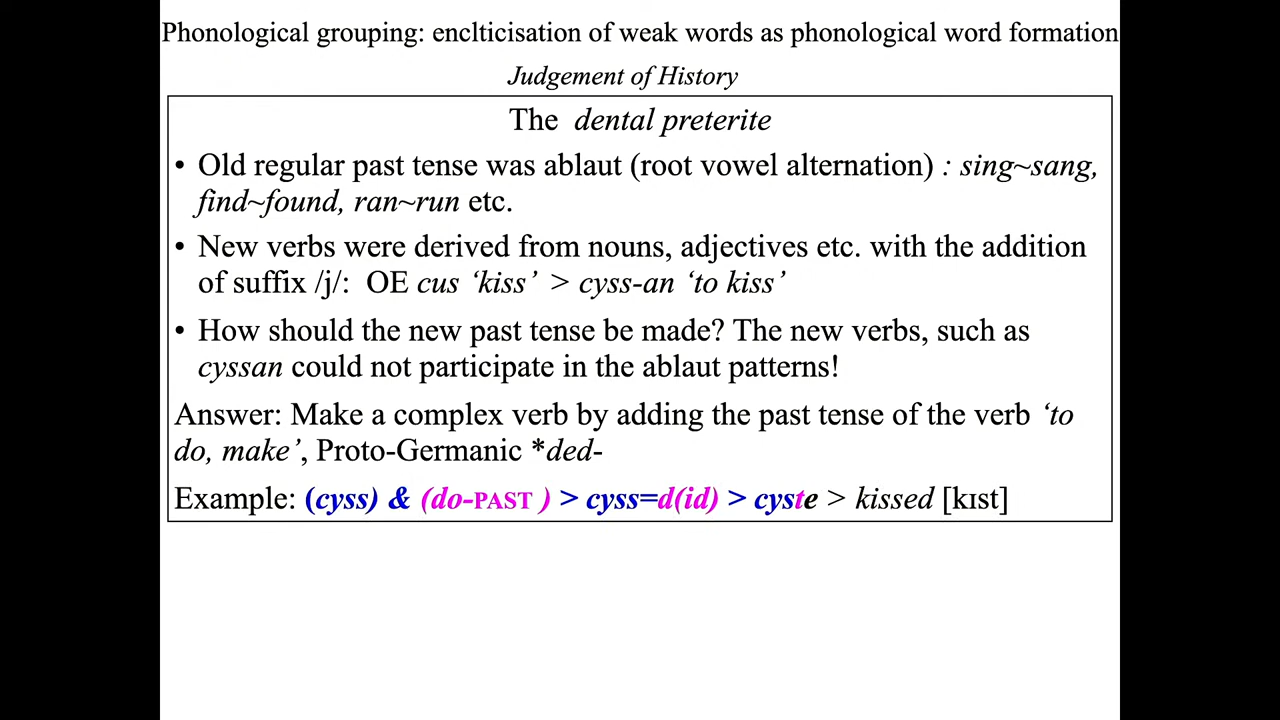 Phonological grouping: enclticisation of weak words as phonological word formation
Judgement of History
The dental preterite
• Old regular past tense was ablaut (root vowel alternation) : sing~sang,
find~found, ran~run etc.
• New verbs were derived from nouns, adjectives etc. with the addition
of suffix /j/: OE cus ‘kiss’ > cyss-an ‘to kiss’
• How should the new past tense be made? The new verbs, such as
cyssan could not participate in the ablaut patterns!
Answer: Make a complex verb by adding the past tense of the verb ‘to
do, make’, Proto-Germanic *ded-
Example: (cyss) & (do-PAST ) > cyss=d(id) > cyste > kissed [kɪst]